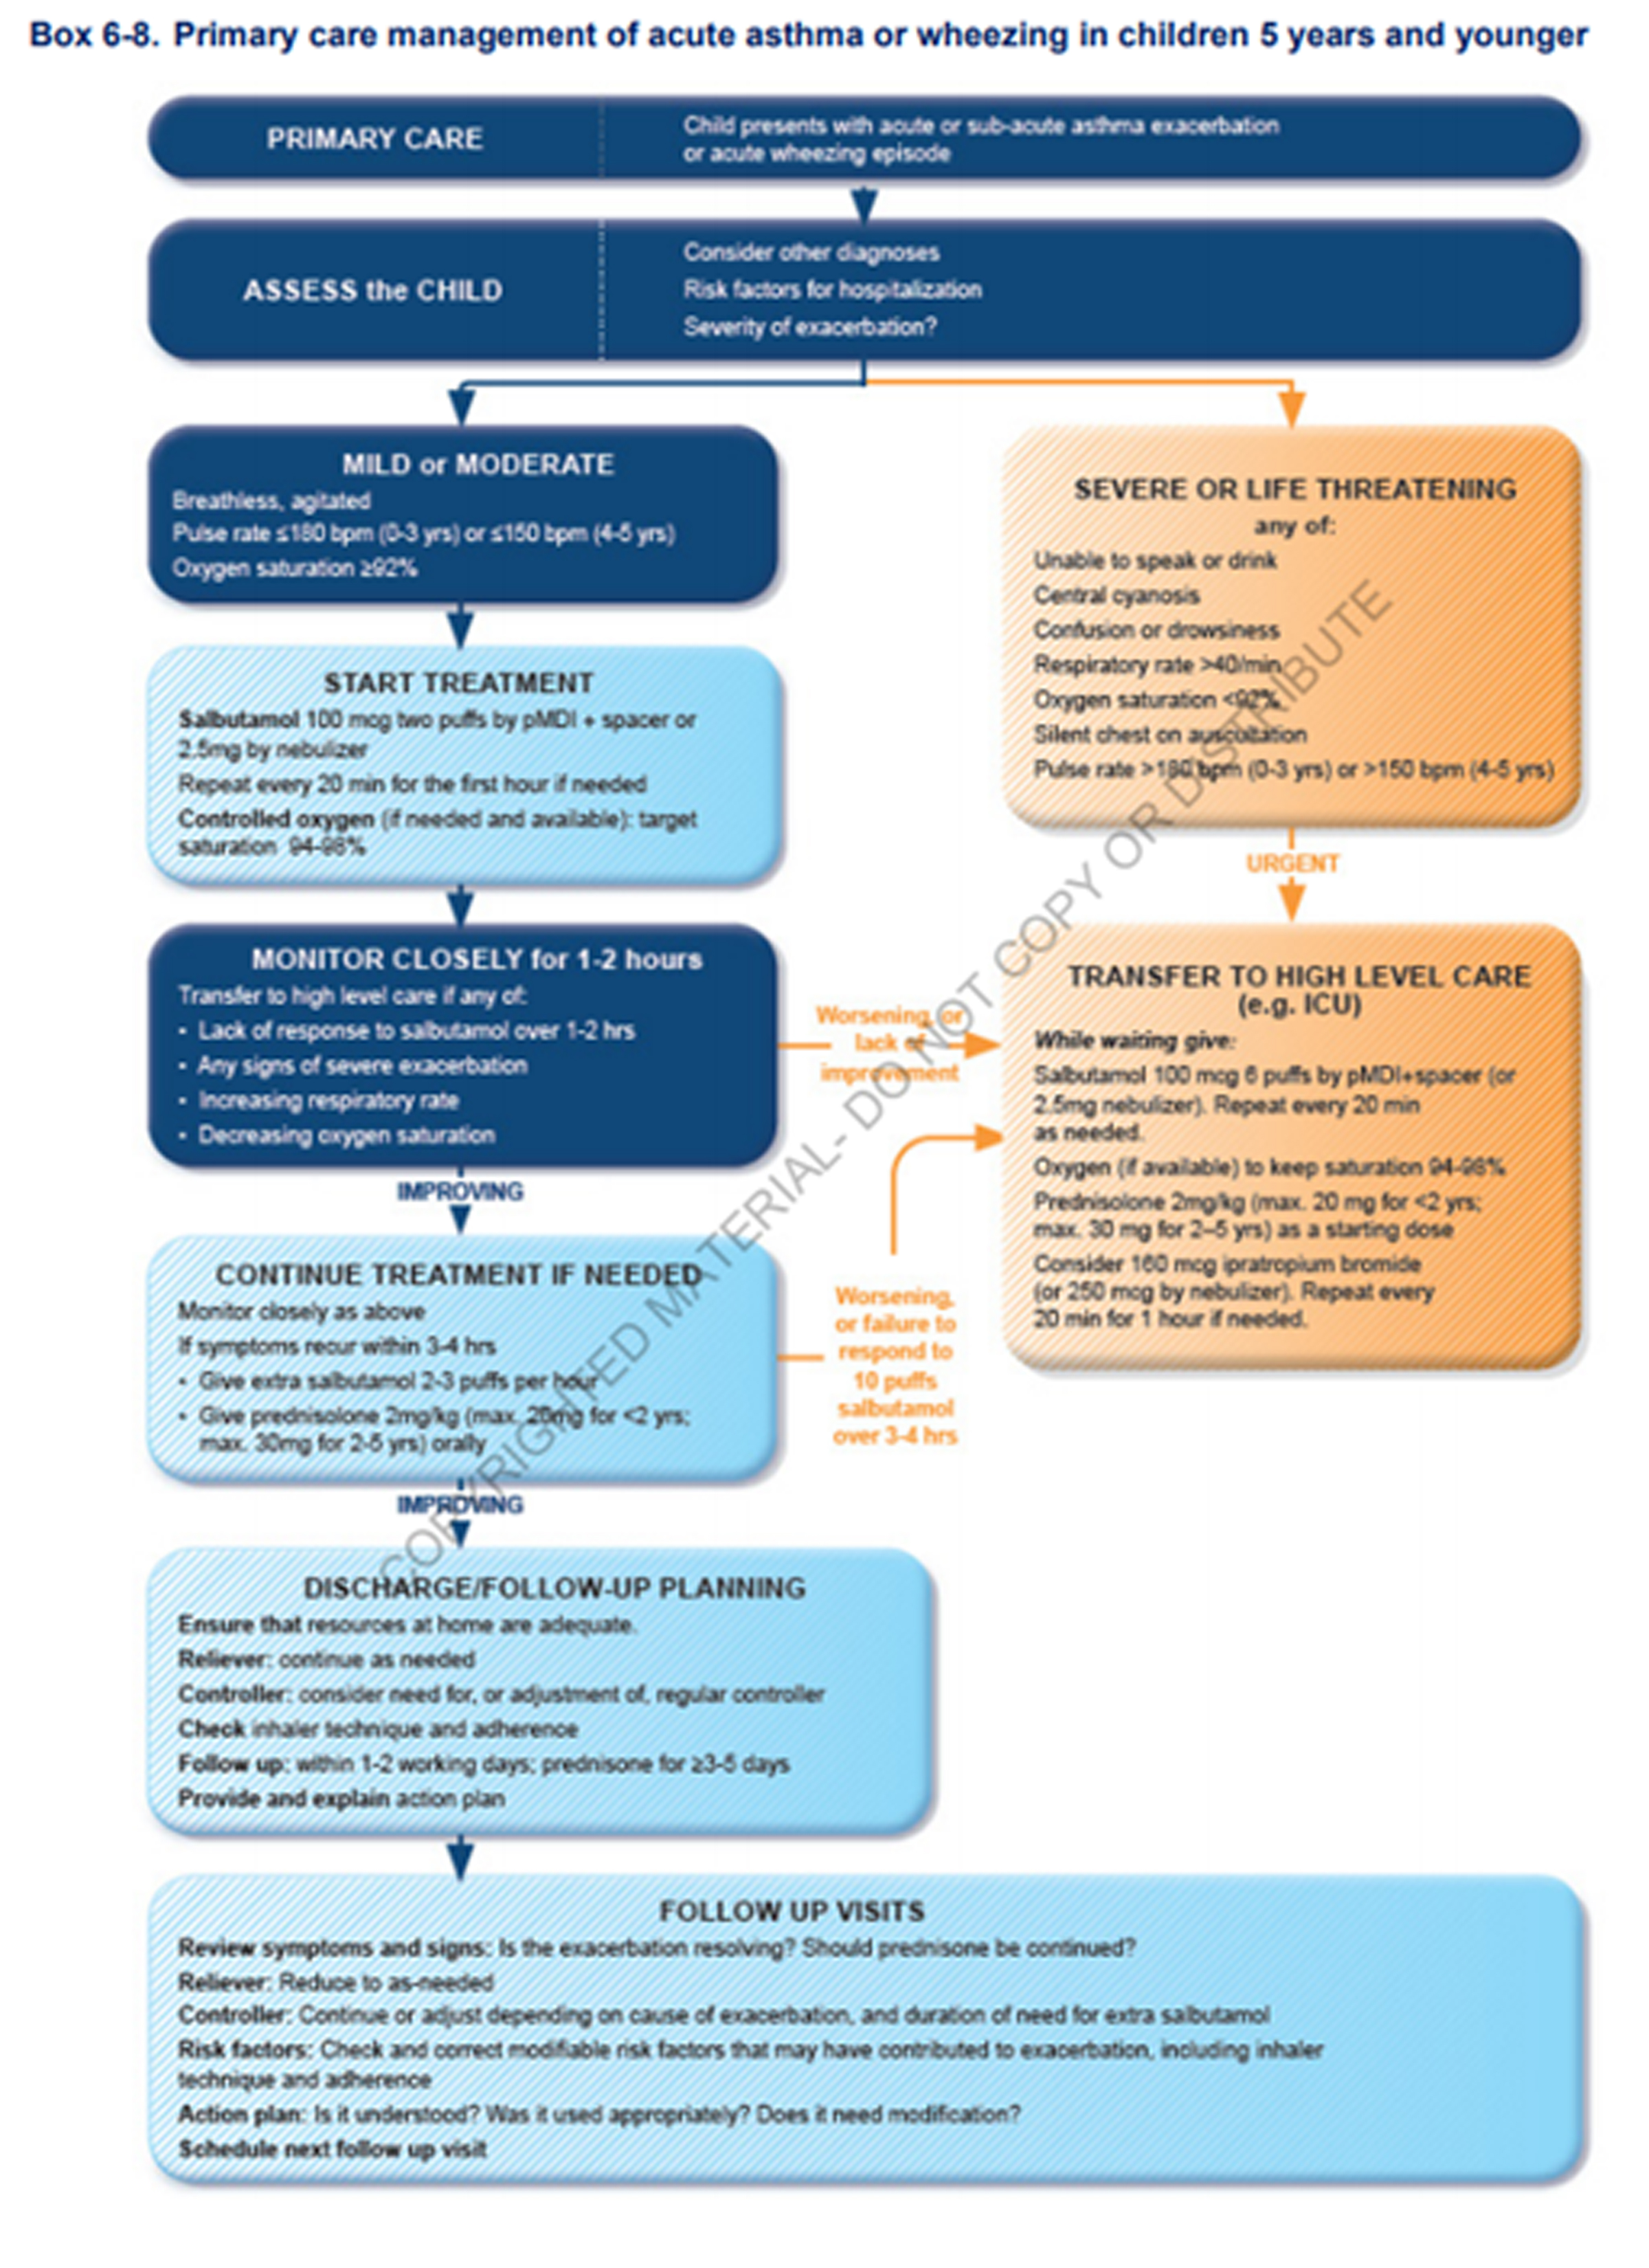 Box 6-8. Primary care management of acute asthma or wheezing in children 5 years and younger
PRIMARY CARE
Child presents with acute or sub-acute asthma exacerbation
or acute wheezing episode
ASSESS the CHILD
Consider other diagnoses
Risk factors for hospitalization
Severity of exacerbation?
MILD or MODERATE
Breathless, agitated
Pulse rate ≤180 bpm (0-3 yrs) or ≤150 bpm (4-5 yrs)
Oxygen saturation ≥92%
SEVERE OR LIFE THREATENING
any of:
Unable to speak or drink
Central cyanosis
Confusion or drowsiness
Respiratory rate >40/min
Oxygen saturation <92%
Silent chest on auscultation
Pulse rate >180 bpm (0-3 yrs) or >150 bpm (4-5 yrs)
START TREATMENT
Salbutamol 100 mcg two puffs by pMDI + spacer or
2.5mg by nebulizer
Repeat every 20 min for the first hour if needed
Controlled oxygen (if needed and available): target
saturation 94-98%
URGENT
MONITOR CLOSELY for 1-2 hours
Transfer to high level care if any of:
• Lack of response to salbutamol over 1-2 hrs
• Any signs of severe exacerbation
• Increasing respiratory rate
• Decreasing oxygen saturation
Worsening, or
lack of
improvement
TRANSFER TO HIGH LEVEL CARE
(e.g. ICU)
While waiting give:
Salbutamol 100 mcg 6 puffs by pMDI+spacer (or
2.5mg nebulizer). Repeat every 20 min
as needed.
Oxygen (if available) to keep saturation 94-98%
Prednisolone 2mg/kg (max. 20 mg for <2 yrs;
max. 30 mg for 2–5 yrs) as a starting dose
Consider 160 mcg ipratropium bromide
(or 250 mcg by nebulizer). Repeat every
20 min for 1 hour if needed.
IMPROVING
CONTINUE TREATMENT IF NEEDED
Monitor closely as above
If symptoms recur within 3-4 hrs
• Give extra salbutamol 2-3 puffs per hour
• Give prednisolone 2mg/kg (max. 20mg for <2 yrs;
max. 30mg for 2-5 yrs) orally
Worsening,
or failure to
respond to
10 puffs
salbutamol
over 3-4 hrs
IMPROVING
DISCHARGE/FOLLOW-UP PLANNING
Ensure that resources at home are adequate.
Reliever: continue as needed
Controller: consider need for, or adjustment of, regular controller
Check inhaler technique and adherence
Follow up: within 1-2 working days; prednisone for ≥3-5 days
Provide and explain action plan
FOLLOW UP VISITS
Review symptoms and signs: Is the exacerbation resolving? Should prednisone be continued?
Reliever: Reduce to as-needed
Controller: Continue or adjust depending on cause of exacerbation, and duration of need for extra salbutamol
Risk factors: Check and correct modifiable risk factors that may have contributed to exacerbation, including inhaler
technique and adherence
Action plan: Is it understood? Was it used appropriately? Does it need modification?
Schedule next follow up visit
COPYRIGHTED MATERIAL- DO NOT COPY OR DISTRIBUTE